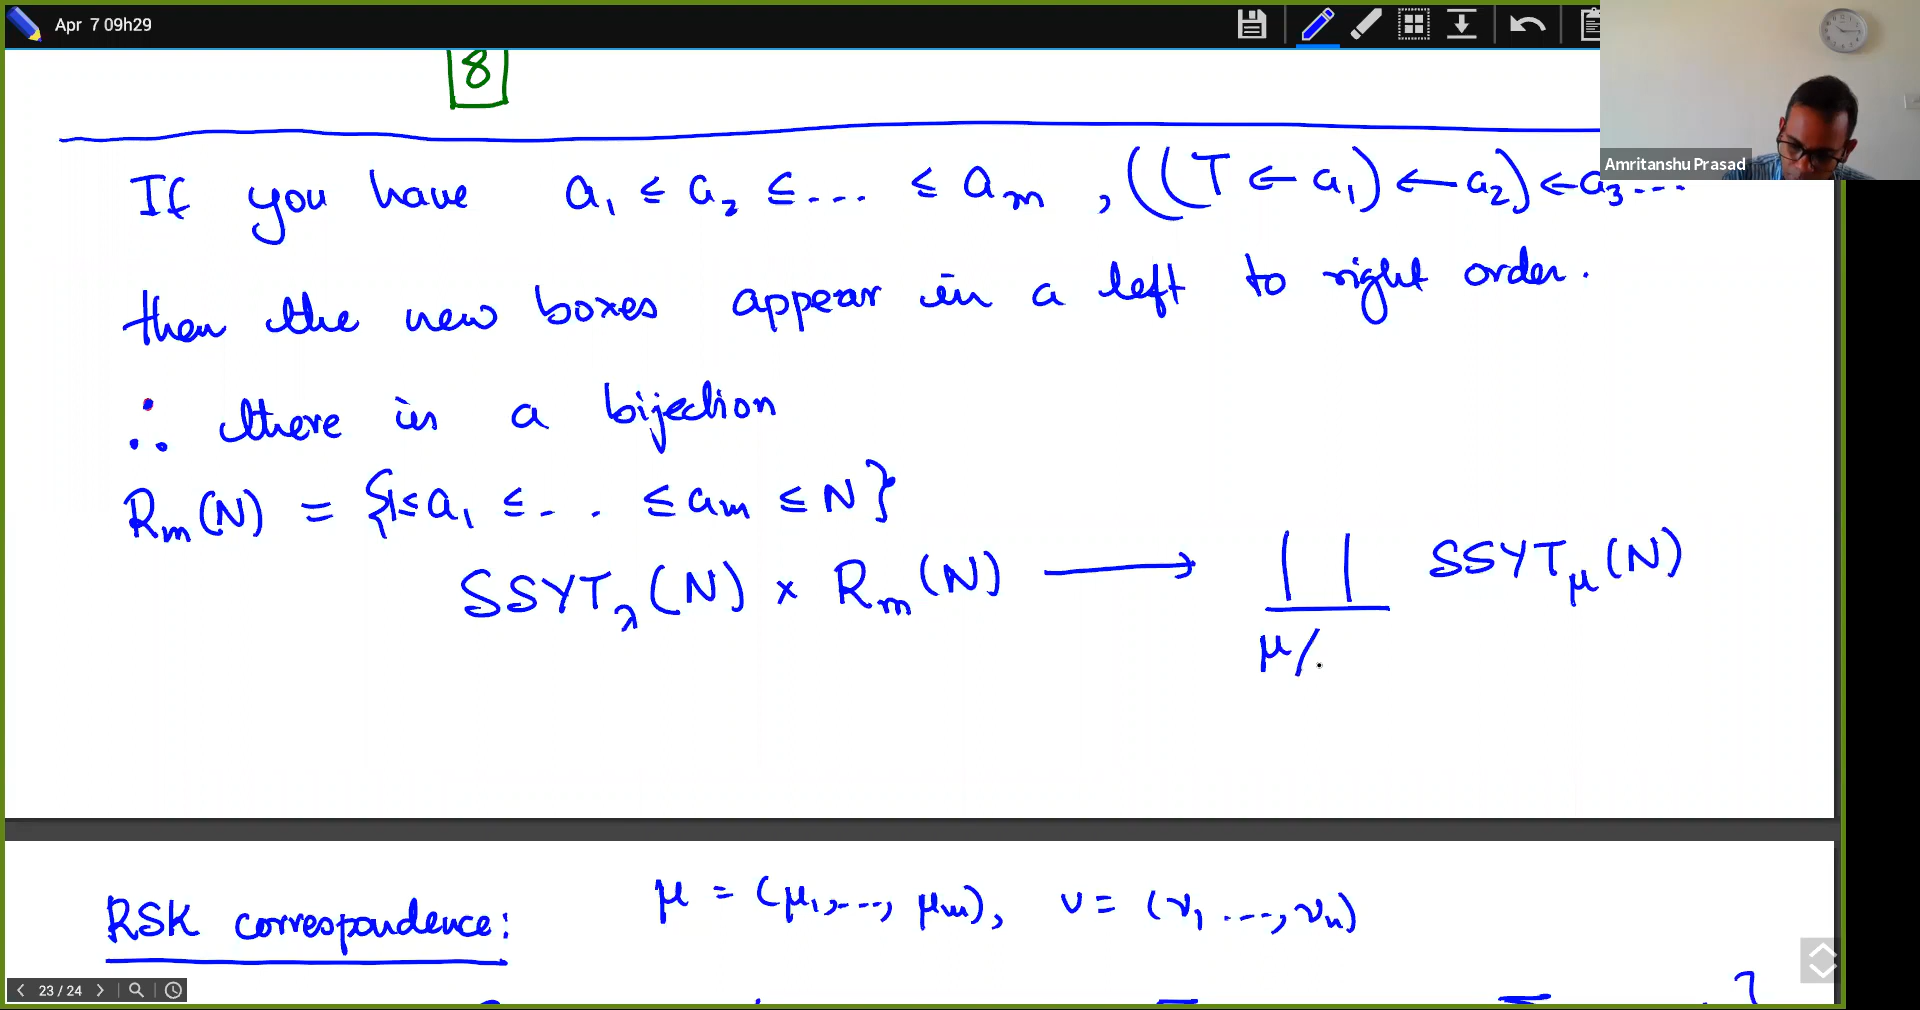 Apr 7 09h29
8
Amritanshu Prasad
If you have a₁ ≤ a₂ ≤ ... ≤ aₘ , ((T ← a₁) ← a₂) ← a₃ ...
then the new boxes appear in a left to right order.
∴ there is a bijection
Rₘ(N) = {1 ≤ a₁ ≤ ... ≤ aₘ ≤ N}
SSYT_λ(N) × Rₘ(N) ⟶ ∐ SSYT_μ(N)
μ/
RSK correspondence: μ = (μ₁, ..., μₘ), ν = (ν₁ ..., νₙ)
23 / 24